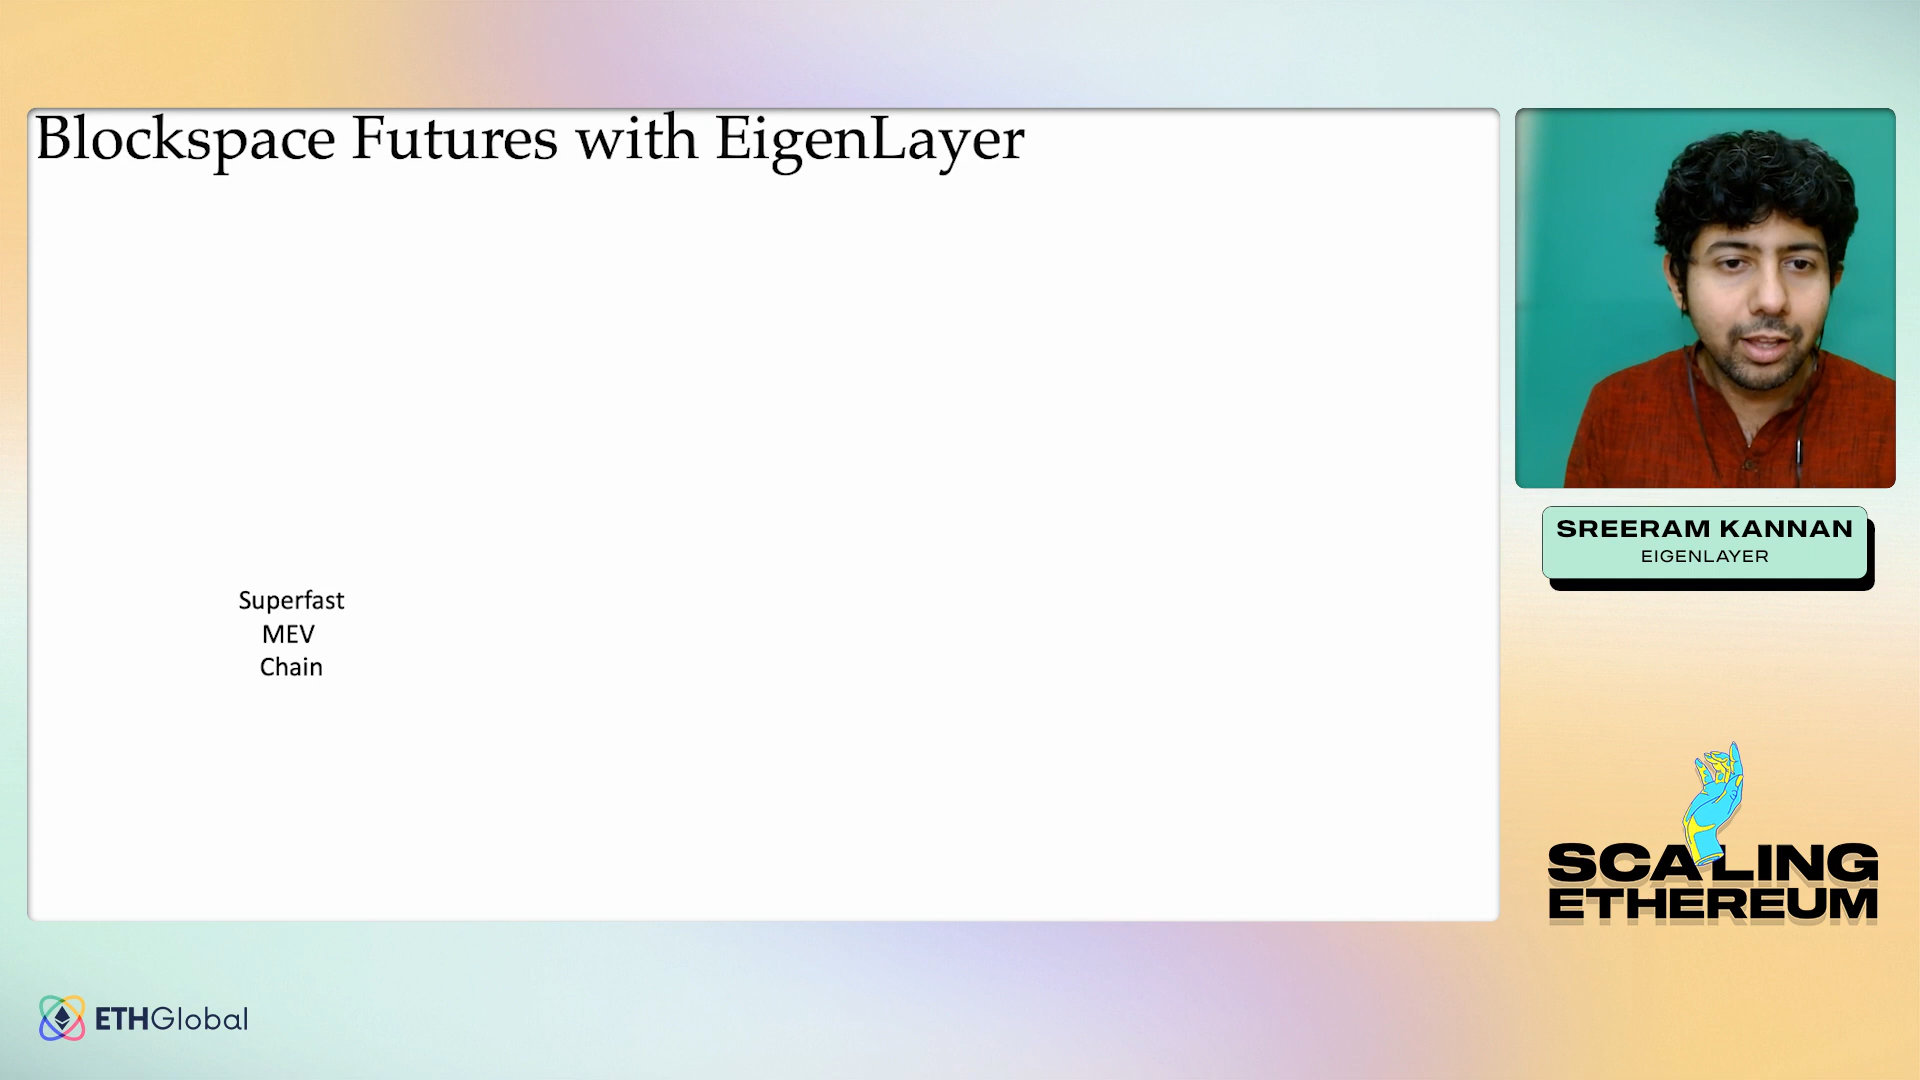 Blockspace Futures with EigenLayer
Superfast
MEV
Chain
SREERAM KANNAN
EIGENLAYER
SCALING
ETHEREUM
ETHGlobal